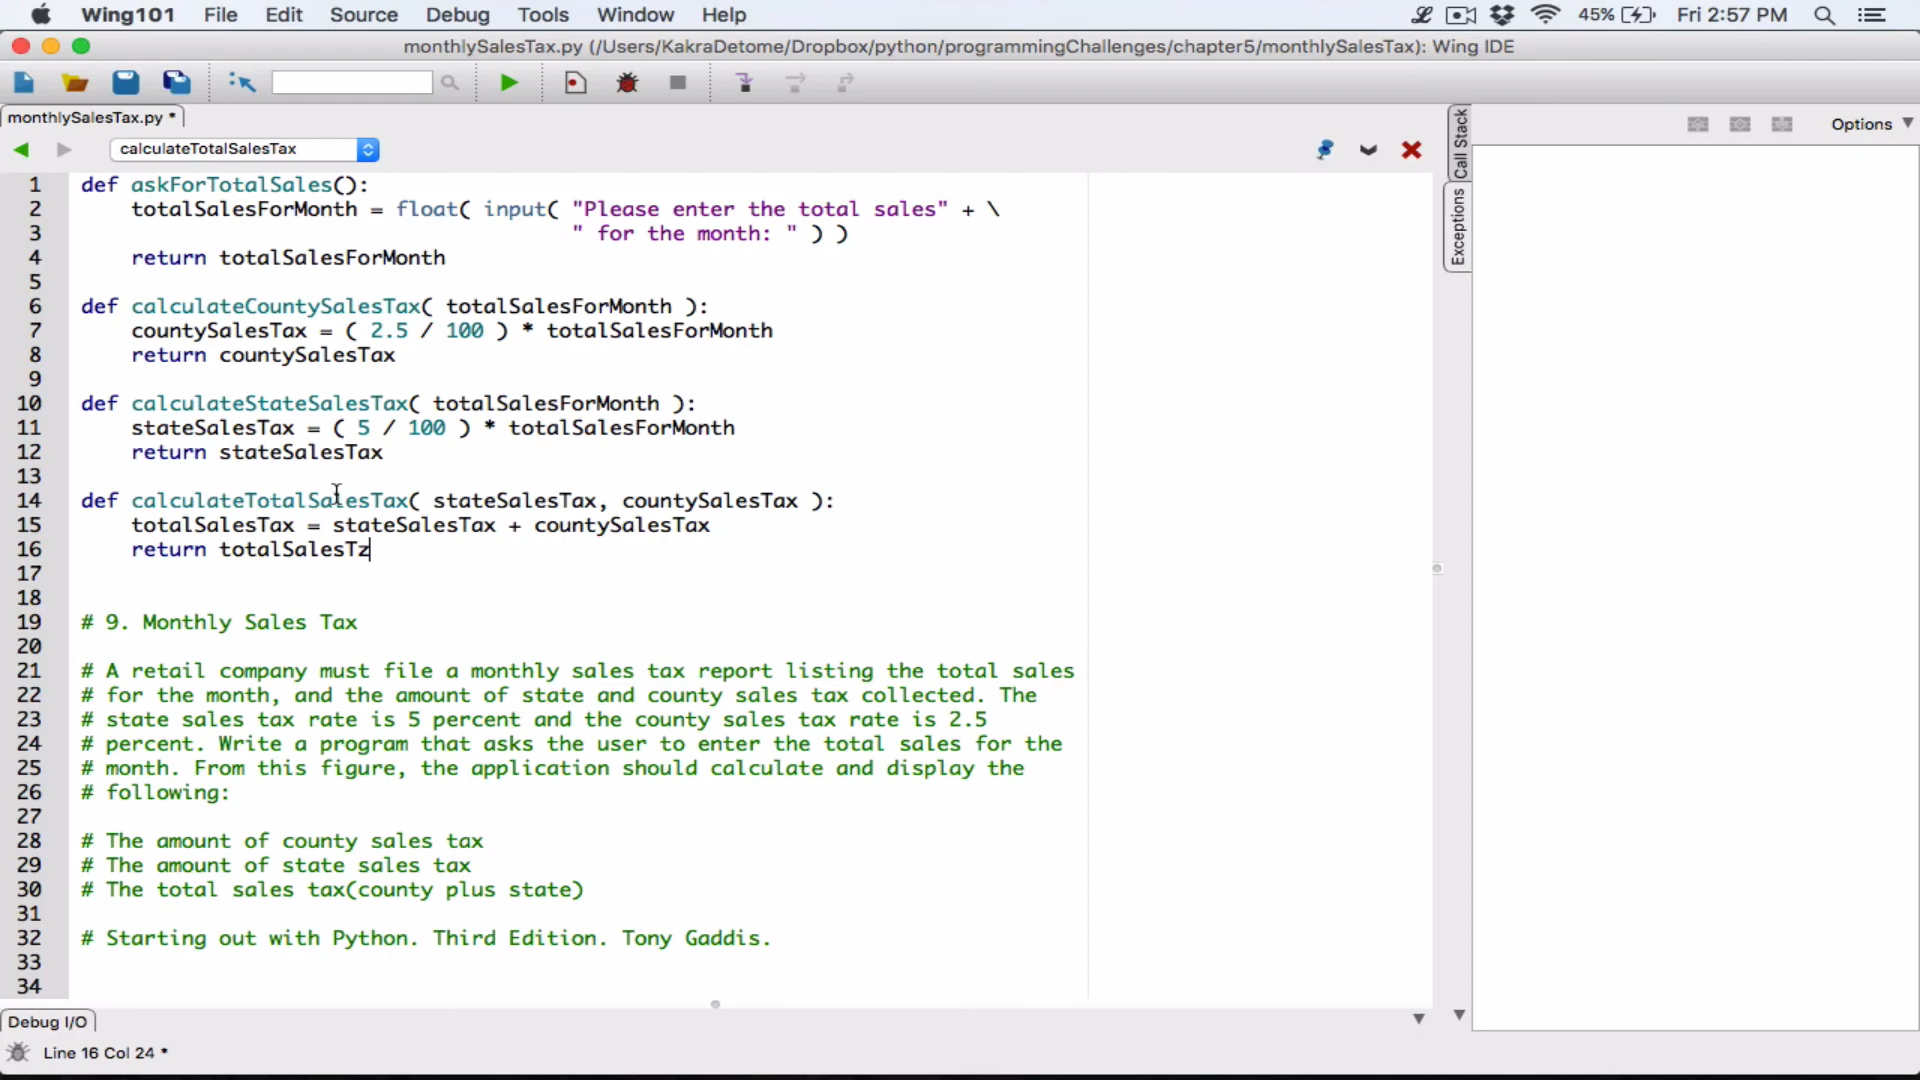 Wing101 File Edit Source Debug Tools Window Help 45% Fri 2:57 PM
monthlySalesTax.py (/Users/KakraDetome/Dropbox/python/programmingChallenges/chapter5/monthlySalesTax): Wing IDE
monthlySalesTax.py *
calculateTotalSalesTax
1 def askForTotalSales():
2 totalSalesForMonth = float( input( "Please enter the total sales" + \
3 " for the month: " ) )
4 return totalSalesForMonth
5
6 def calculateCountySalesTax( totalSalesForMonth ):
7 countySalesTax = ( 2.5 / 100 ) * totalSalesForMonth
8 return countySalesTax
9
10 def calculateStateSalesTax( totalSalesForMonth ):
11 stateSalesTax = ( 5 / 100 ) * totalSalesForMonth
12 return stateSalesTax
13
14 def calculateTotalSalesTax( stateSalesTax, countySalesTax ):
15 totalSalesTax = stateSalesTax + countySalesTax
16 return totalSalesTz
17
18
19 # 9. Monthly Sales Tax
20
21 # A retail company must file a monthly sales tax report listing the total sales
22 # for the month, and the amount of state and county sales tax collected. The
23 # state sales tax rate is 5 percent and the county sales tax rate is 2.5
24 # percent. Write a program that asks the user to enter the total sales for the
25 # month. From this figure, the application should calculate and display the
26 # following:
27
28 # The amount of county sales tax
29 # The amount of state sales tax
30 # The total sales tax(county plus state)
31
32 # Starting out with Python. Third Edition. Tony Gaddis.
33
34
Call Stack
Exceptions
Options
Debug I/O
Line 16 Col 24 *